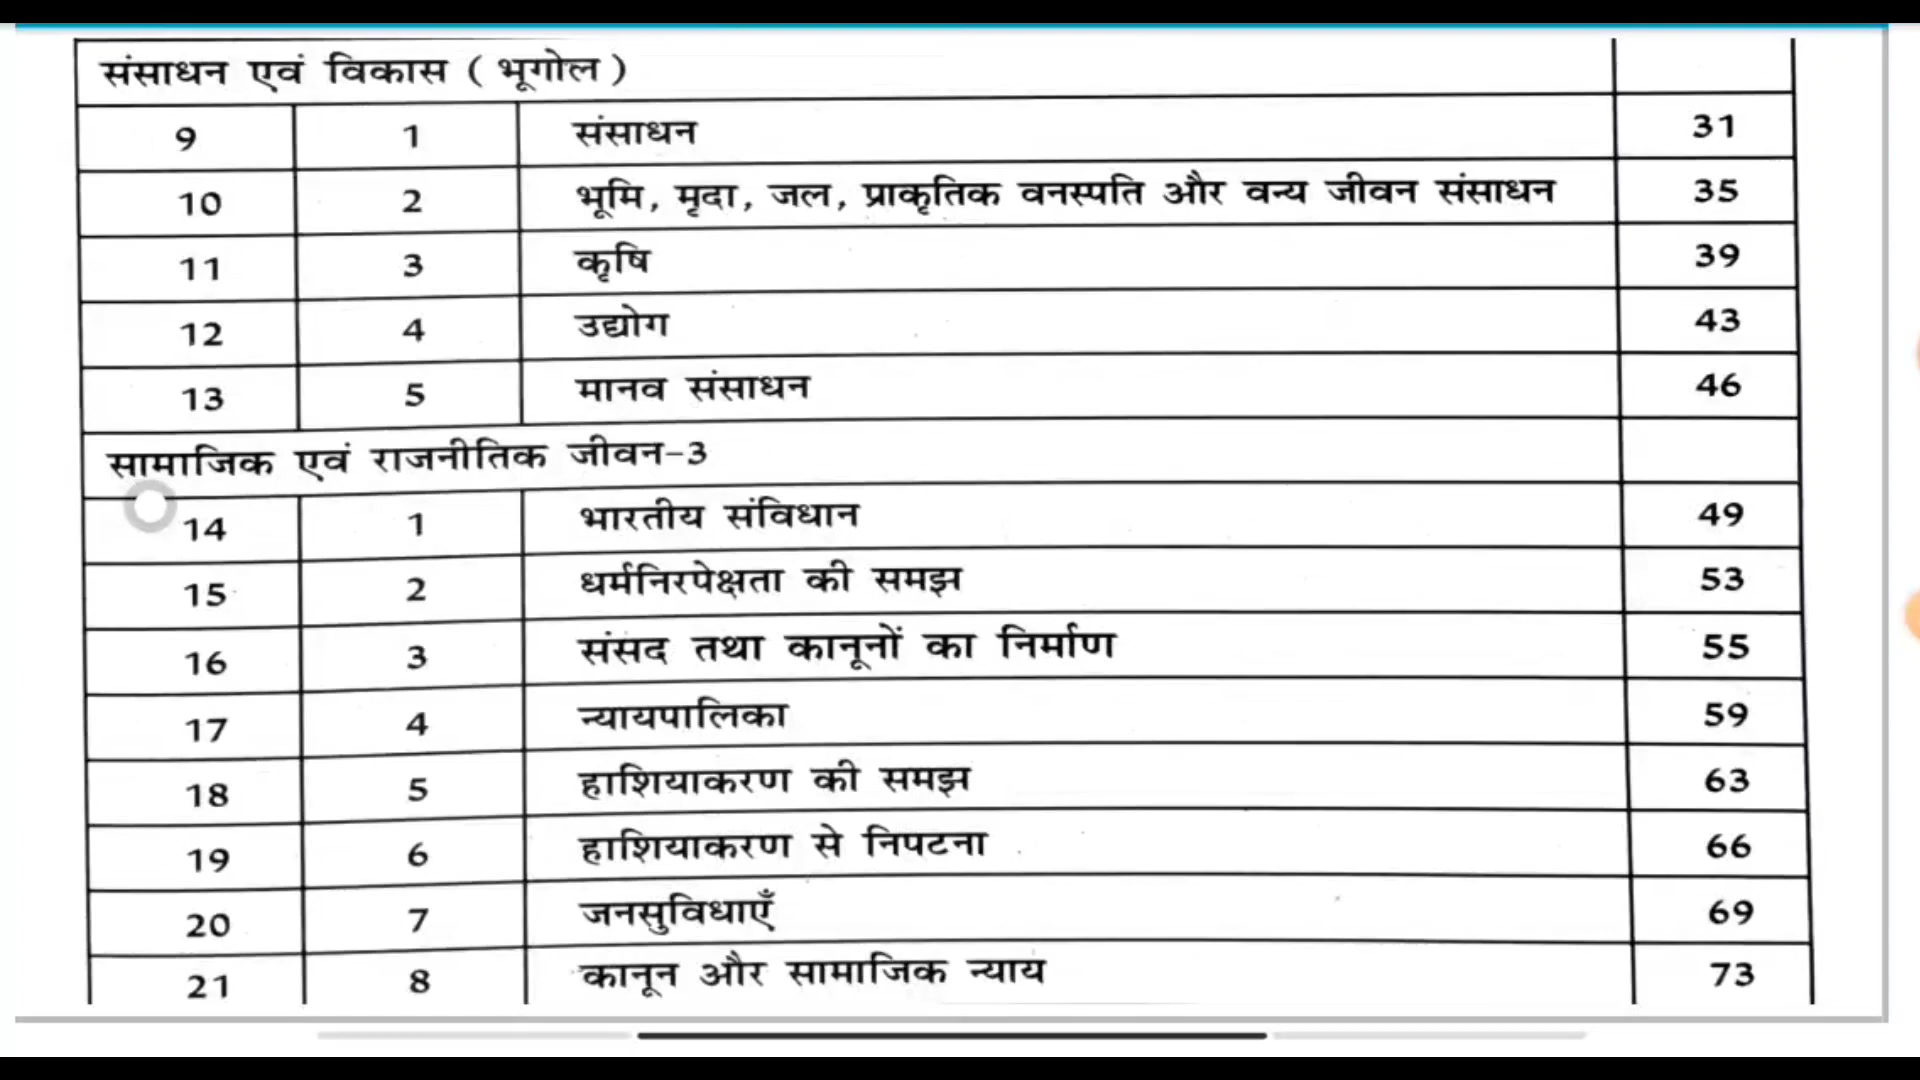 संसाधन एवं विकास ( भूगोल )
9 1 संसाधन 31
10 2 भूमि, मृदा, जल, प्राकृतिक वनस्पति और वन्य जीवन संसाधन 35
11 3 कृषि 39
12 4 उद्योग 43
13 5 मानव संसाधन 46
सामाजिक एवं राजनीतिक जीवन-3
14 1 भारतीय संविधान 49
15 2 धर्मनिरपेक्षता की समझ 53
16 3 संसद तथा कानूनों का निर्माण 55
17 4 न्यायपालिका 59
18 5 हाशियाकरण की समझ 63
19 6 हाशियाकरण से निपटना 66
20 7 जनसुविधाएँ 69
21 8 कानून और सामाजिक न्याय 73